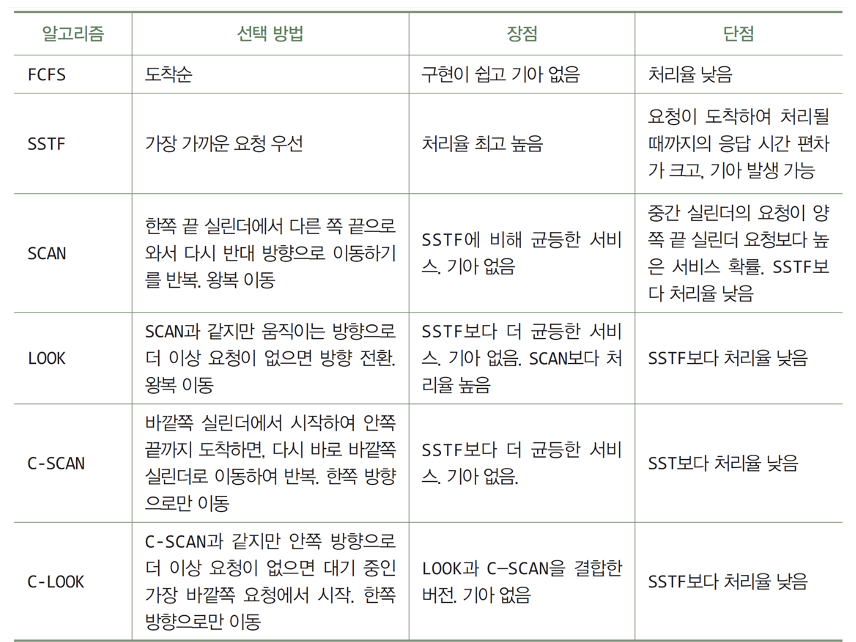 알고리즘 선택 방법 장점 단점
FCFS 도착순 구현이 쉽고 기아 없음 처리율 낮음
SSTF 가장 가까운 요청 우선 처리율 최고 높음
요청이 도착하여 처리될
때까지의 응답 시간 편차
가 크고, 기아 발생 가능
SCAN
한쪽 끝 실린더에서 다른 쪽 끝으로
와서 다시 반대 방향으로 이동하기
를 반복. 왕복 이동
SSTF에 비해 균등한 서비
스. 기아 없음
중간 실린더의 요청이 양
쪽 끝 실린더 요청보다 높
은 서비스 확률. SSTF보
다 처리율 낮음
LOOK
SCAN과 같지만 움직이는 방향으로
더 이상 요청이 없으면 방향 전환.
왕복 이동
SSTF보다 더 균등한 서비
스. 기아 없음. SCAN보다 처
리율 높음
SSTF보다 처리율 낮음
C-SCAN
바깥쪽 실린더에서 시작하여 안쪽
끝까지 도착하면, 다시 바로 바깥쪽
실린더로 이동하여 반복. 한쪽 방향
으로만 이동
SSTF보다 더 균등한 서비
스. 기아 없음.
SST보다 처리율 낮음
C-LOOK
C-SCAN과 같지만 안쪽 방향으로
더 이상 요청이 없으면 대기 중인
가장 바깥쪽 요청에서 시작. 한쪽
방향으로만 이동
LOOK과 C-SCAN을 결합한
버전. 기아 없음
SSTF보다 처리율 낮음